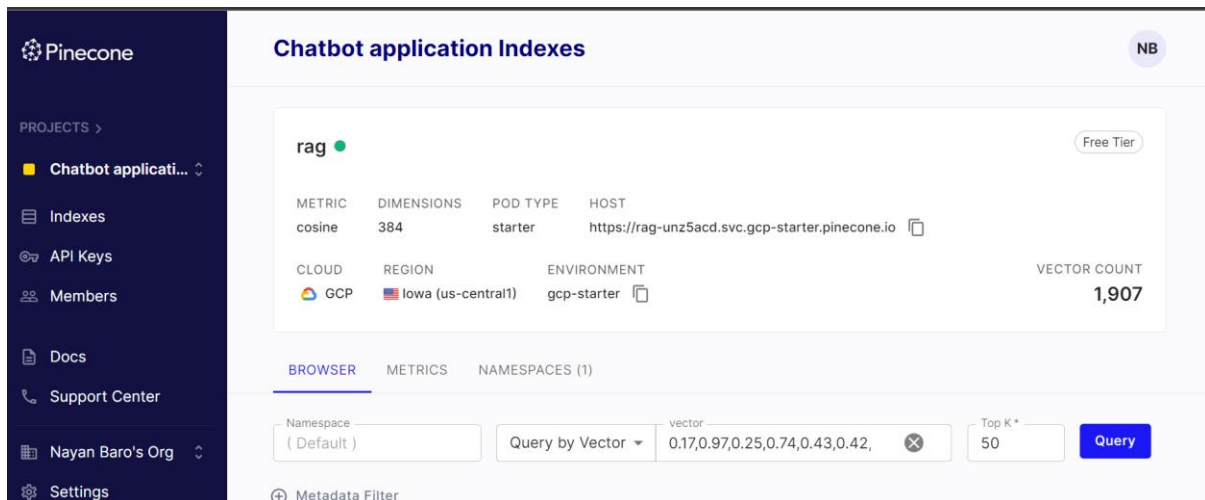 Pinecone
PROJECTS >
Chatbot applicati...
Indexes
API Keys
Members
Docs
Support Center
Nayan Baro's Org
Settings
Chatbot application Indexes
NB
rag
Free Tier
METRIC DIMENSIONS POD TYPE HOST
cosine 384 starter https://rag-unz5acd.svc.gcp-starter.pinecone.io
CLOUD REGION ENVIRONMENT VECTOR COUNT
GCP Iowa (us-central1) gcp-starter 1,907
BROWSER METRICS NAMESPACES (1)
Namespace vector Top K *
( Default ) Query by Vector 0.17,0.97,0.25,0.74,0.43,0.42, 50 Query
Metadata Filter